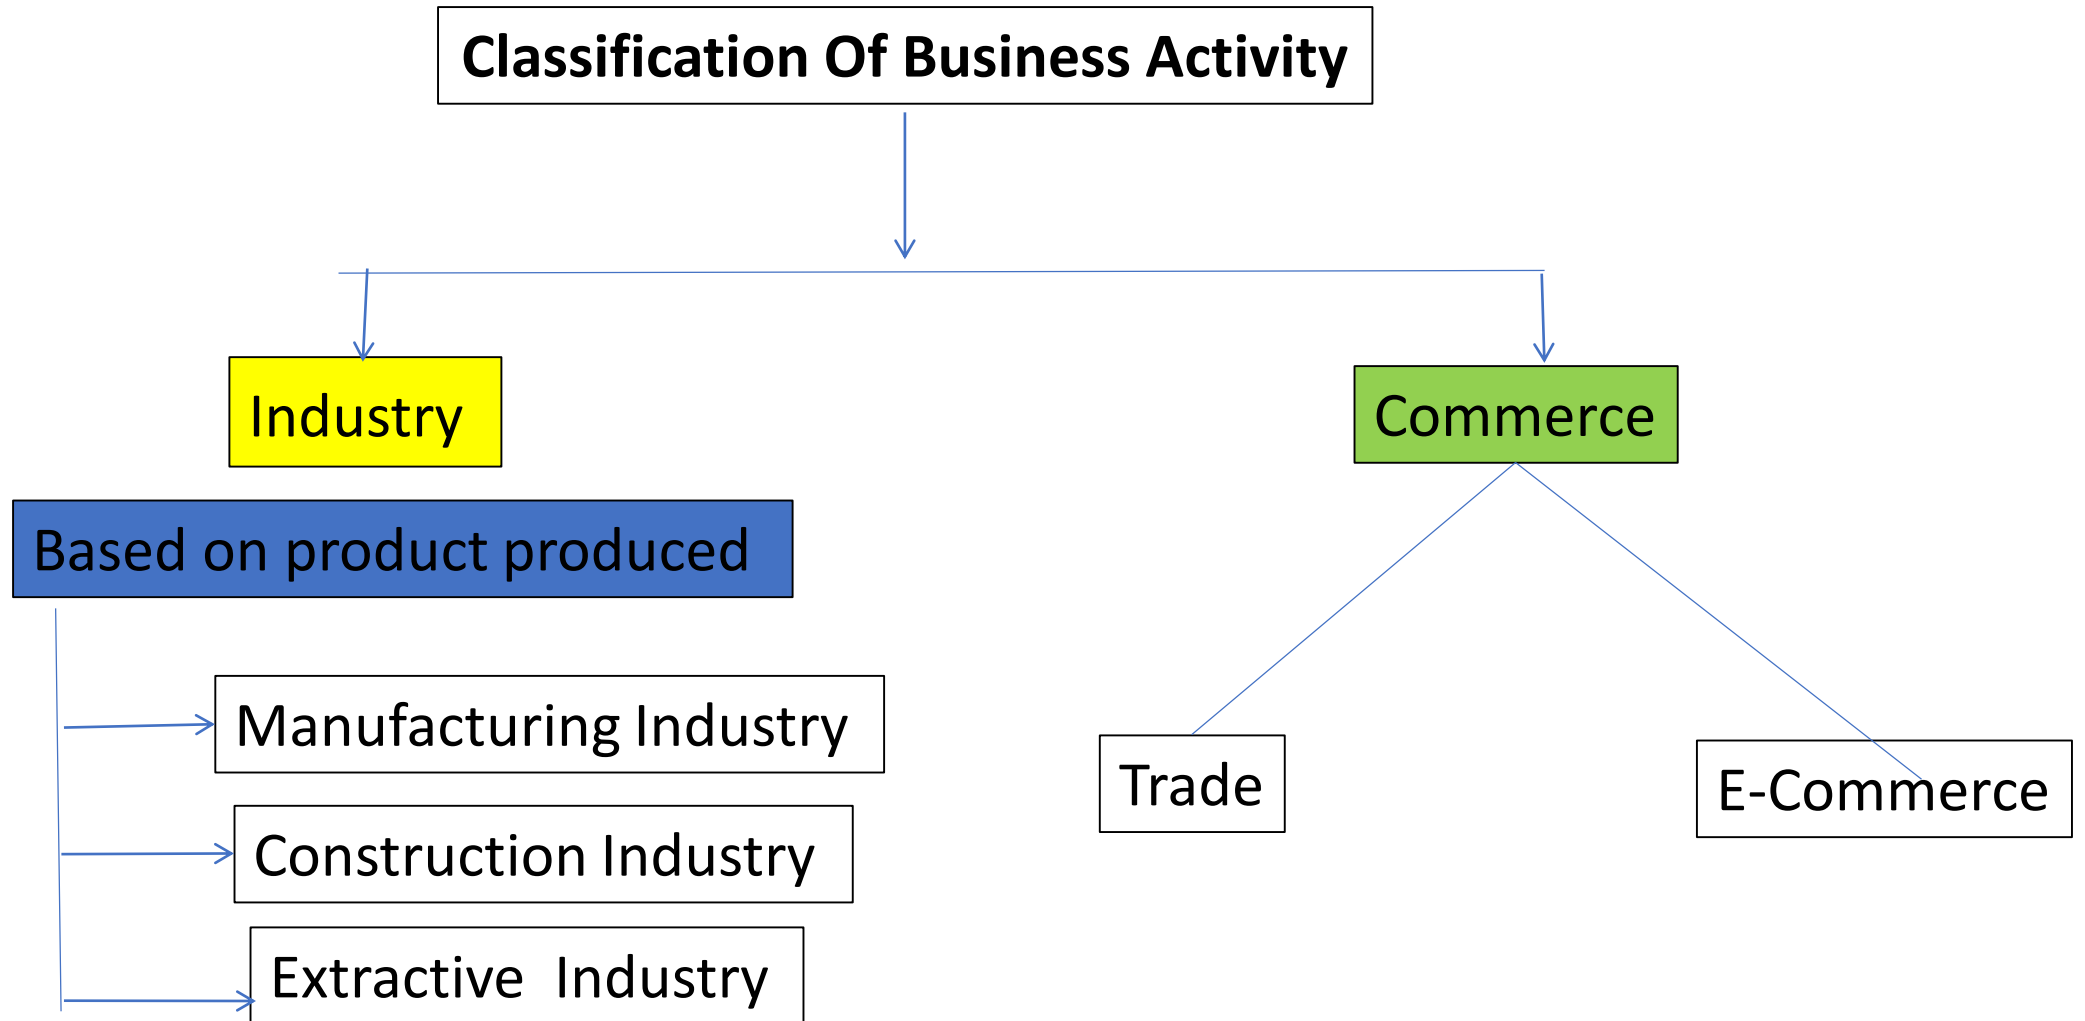 Classification Of Business Activity
Industry
Commerce
Based on product produced
Manufacturing Industry
Trade
E-Commerce
Construction Industry
Extractive Industry